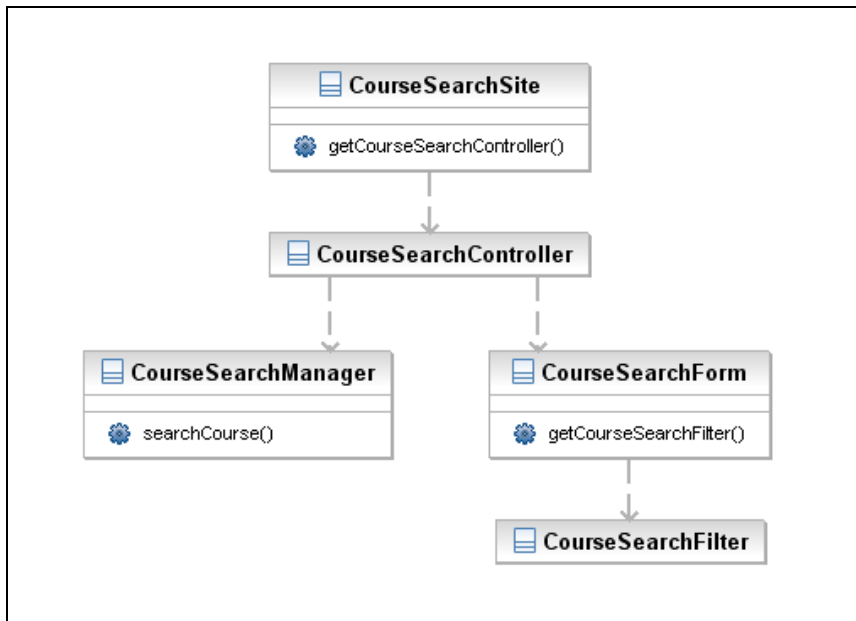 CourseSearchSite
getCourseSearchController()
CourseSearchController
CourseSearchManager
searchCourse()
CourseSearchForm
getCourseSearchFilter()
CourseSearchFilter